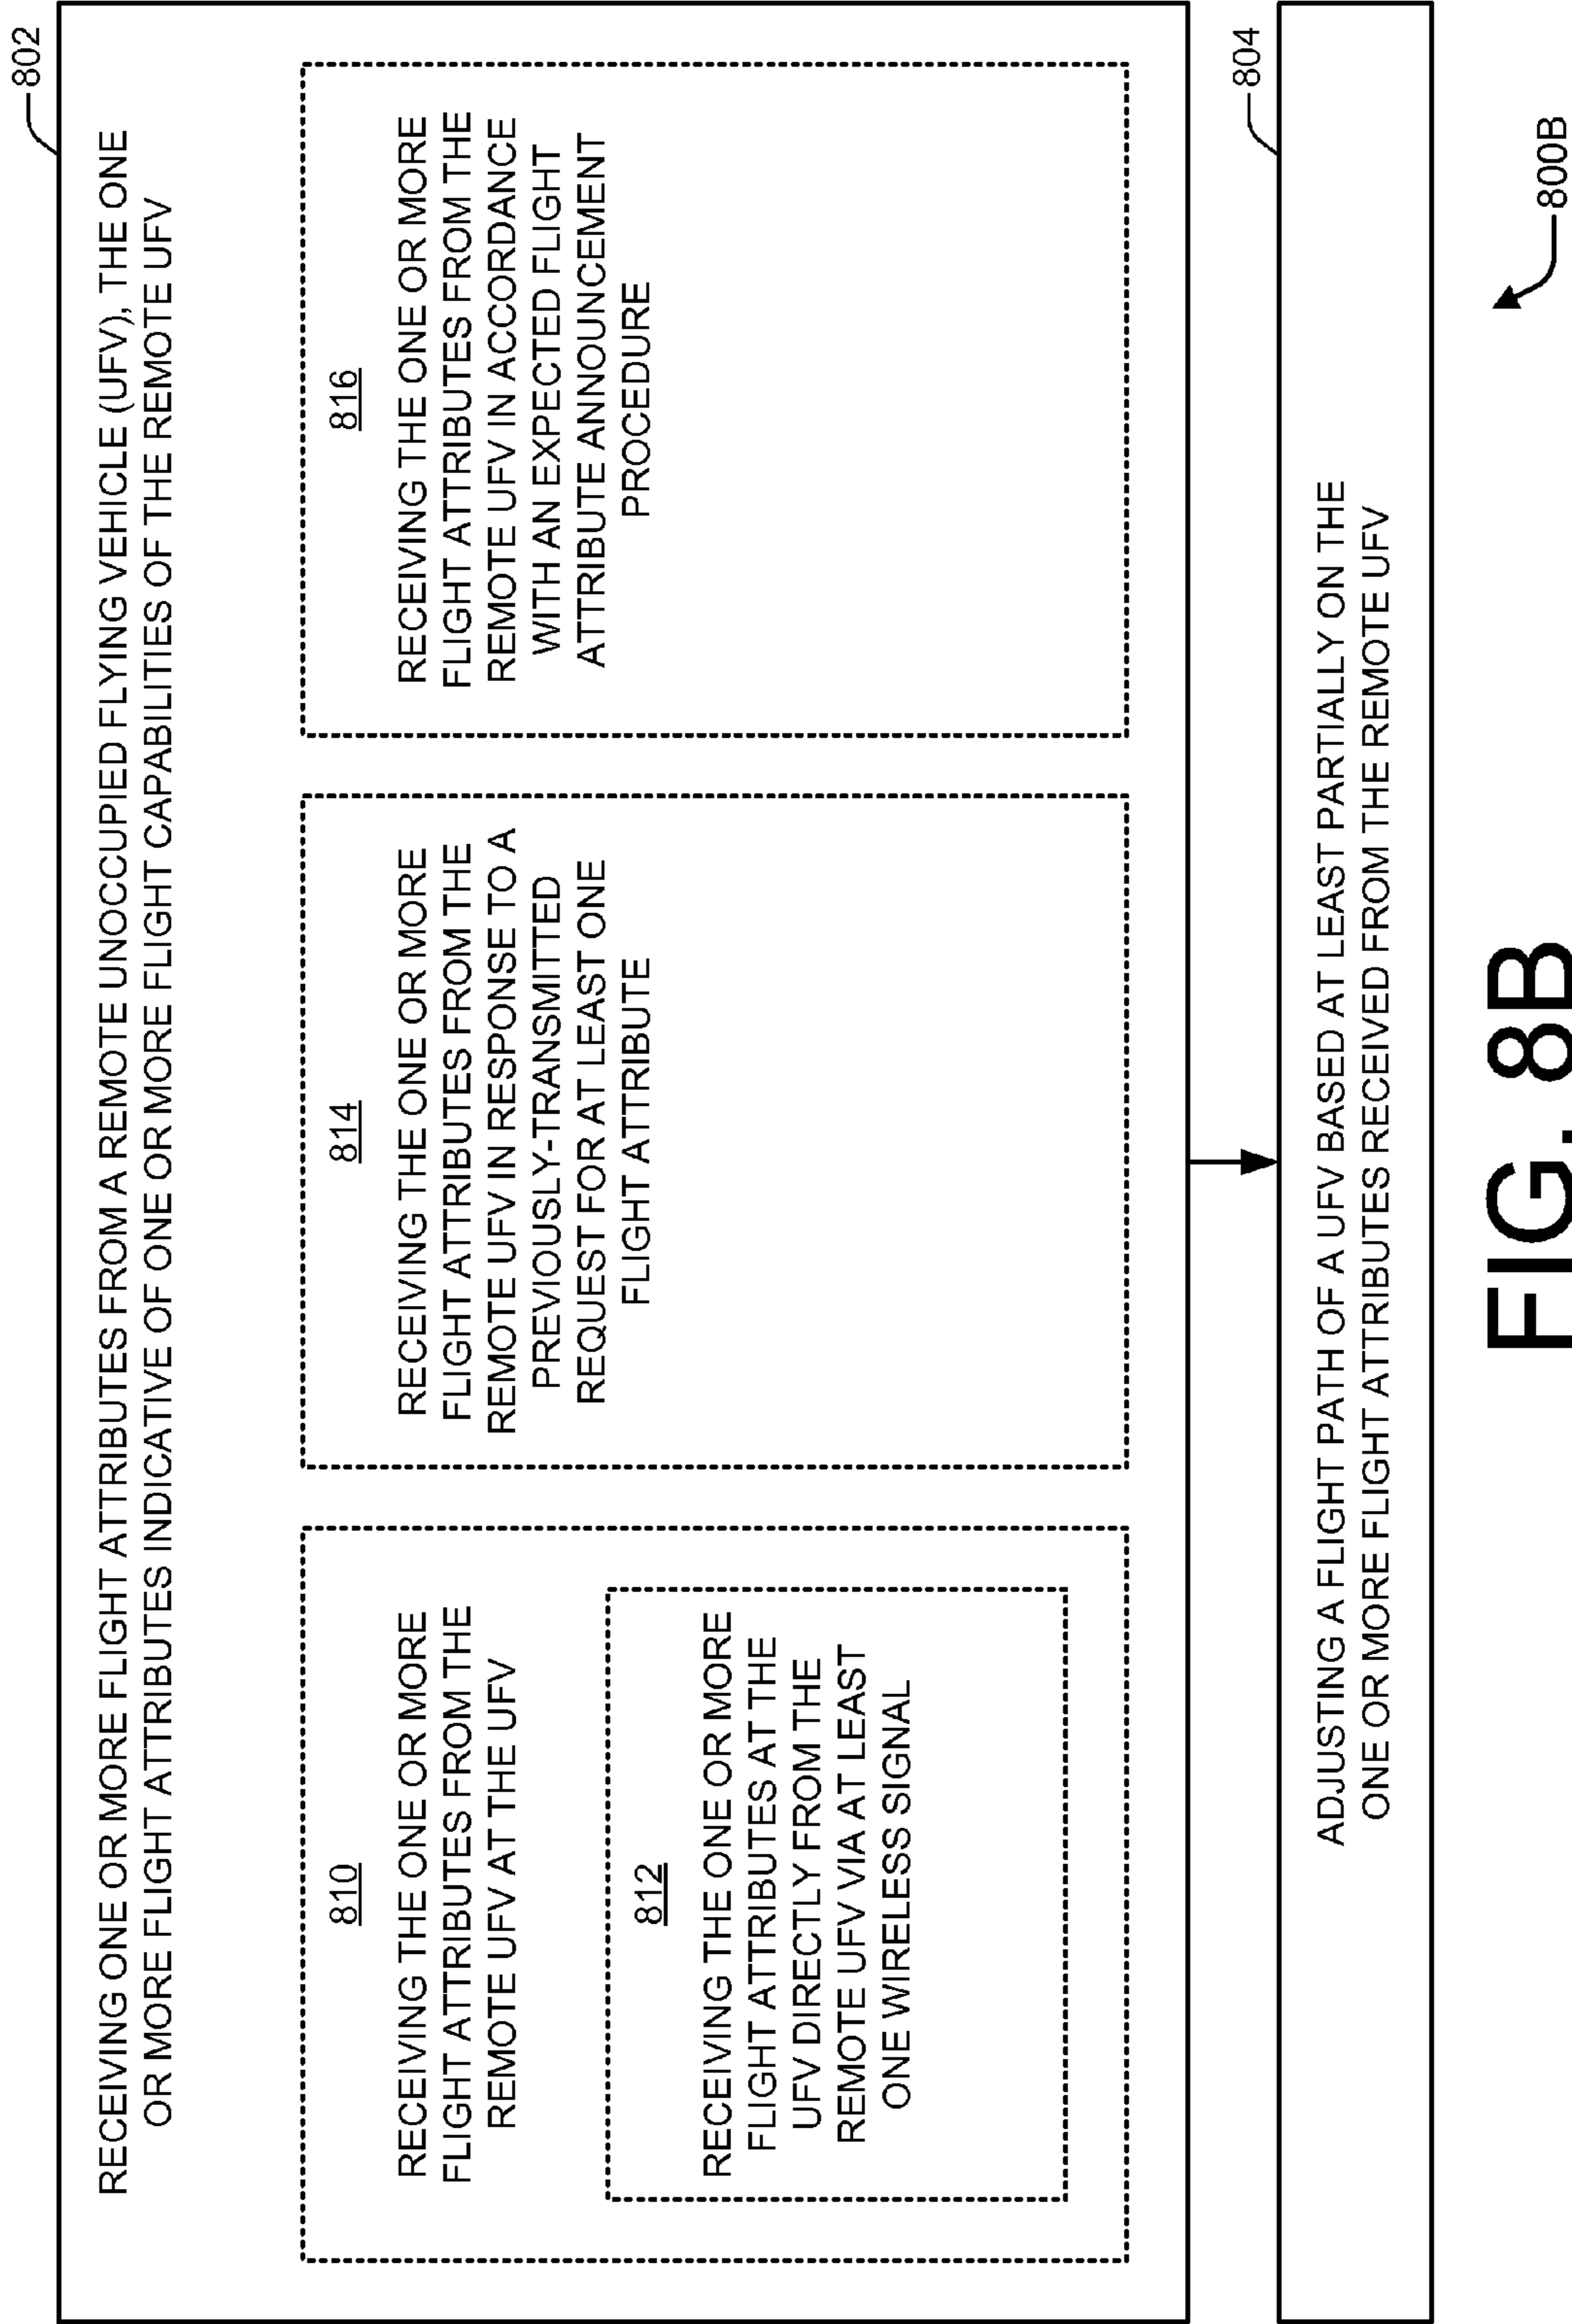 802
RECEIVING ONE OR MORE FLIGHT ATTRIBUTES FROM A REMOTE UNOCCUPIED FLYING VEHICLE (UFV), THE ONE
OR MORE FLIGHT ATTRIBUTES INDICATIVE OF ONE OR MORE FLIGHT CAPABILITIES OF THE REMOTE UFV
810
RECEIVING THE ONE OR MORE
FLIGHT ATTRIBUTES FROM THE
REMOTE UFV AT THE UFV
812
RECEIVING THE ONE OR MORE
FLIGHT ATTRIBUTES AT THE
UFV DIRECTLY FROM THE
REMOTE UFV VIA AT LEAST
ONE WIRELESS SIGNAL
814
RECEIVING THE ONE OR MORE
FLIGHT ATTRIBUTES FROM THE
REMOTE UFV IN RESPONSE TO A
PREVIOUSLY-TRANSMITTED
REQUEST FOR AT LEAST ONE
FLIGHT ATTRIBUTE
816
RECEIVING THE ONE OR MORE
FLIGHT ATTRIBUTES FROM THE
REMOTE UFV IN ACCORDANCE
WITH AN EXPECTED FLIGHT
ATTRIBUTE ANNOUNCEMENT
PROCEDURE
804
ADJUSTING A FLIGHT PATH OF A UFV BASED AT LEAST PARTIALLY ON THE
ONE OR MORE FLIGHT ATTRIBUTES RECEIVED FROM THE REMOTE UFV
800B
FIG. 8B